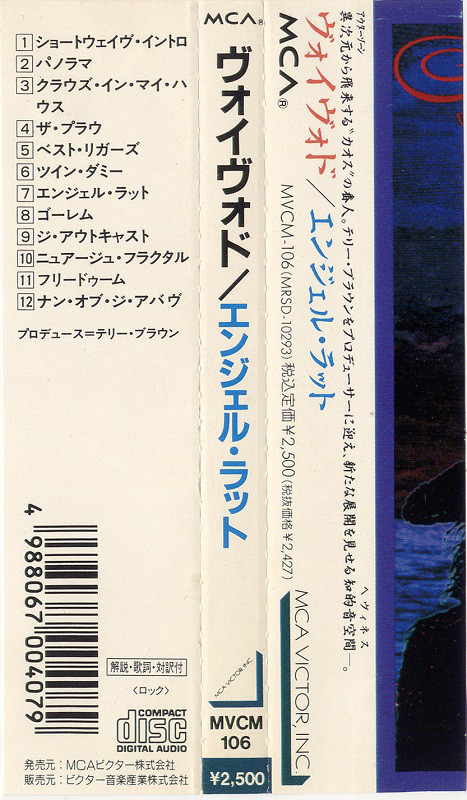 1 ショートウェイヴ・イントロ
2 パノラマ
3 クラウズ・イン・マイ・ハ
ウス
4 ザ・プラウ
5 ベスト・リガーズ
6 ツイン・ダミー
7 エンジェル・ラット
8 ゴーレム
9 ジ・アウトキャスト
10 ニュアージュ・フラクタル
11 フリードゥーム
12 ナン・オブ・ジ・アバヴ
プロデュース=テリー・ブラウン
4 988067 004079
解説・歌詞・対訳付
〈ロック〉
COMPACT
disc
DIGITAL AUDIO
発売元:MCAビクター株式会社
販売元:ビクター音楽産業株式会社
MCA®
ヴォイヴォド/エンジェル・ラット
MCA VICTOR, INC.
MVCM
106
¥2,500
MCA®
ヴォイヴォド/エンジェル・ラット
MVCM-106(MRSD-10293)税込定価¥2,500(税抜価格¥2,427)
MCA VICTOR, INC.
アウターゾーン
異次元から飛来する“カオス”の番人。テリー・ブラウンをプロデューサーに迎え、新たな展開を見せる知的音空間—。
ヘヴィネス